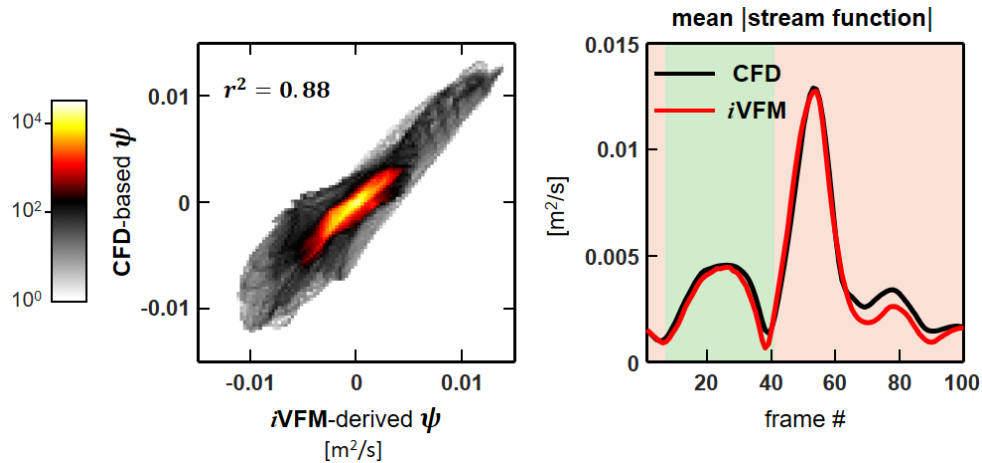 mean |stream function|
10⁴
10²
10⁰
CFD-based ψ
0.01
0
-0.01
r² = 0.88
-0.01
0
0.01
iVFM-derived ψ
[m²/s]
[m²/s]
0.015
0.01
0.005
0
CFD
iVFM
20
40
60
80
100
frame #